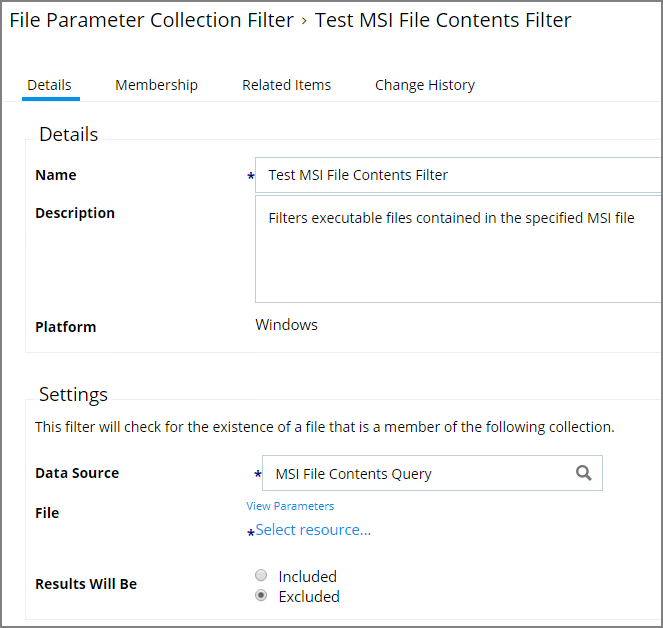 File Parameter Collection Filter › Test MSI File Contents Filter
Details Membership Related Items Change History
Details
Name * Test MSI File Contents Filter
Description Filters executable files contained in the specified MSI file
Platform Windows
Settings
This filter will check for the existence of a file that is a member of the following collection.
Data Source * MSI File Contents Query
View Parameters
File
*Select resource...
Included
Results Will Be
Excluded